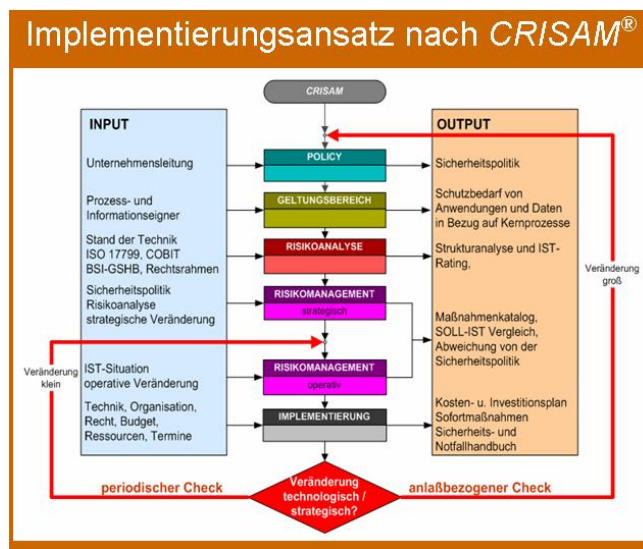 Implementierungsansatz nach CRISAM®
CRISAM
INPUT
OUTPUT
Unternehmensleitung
POLICY
Sicherheitspolitik
Prozess- und
Informationseigner
GELTUNGSBEREICH
Schutzbedarf von
Anwendungen und Daten
in Bezug auf Kernprozesse
Stand der Technik
ISO 17799, COBIT
BSI-GSHB, Rechtsrahmen
RISIKOANALYSE
Strukturanalyse und IST-
Rating,
Veränderung
groß
Sicherheitspolitik
Risikoanalyse
strategische Veränderung
RISIKOMANAGEMENT
strategisch
Maßnahmenkatalog,
SOLL-IST Vergleich,
Abweichung von der
Sicherheitspolitik
Veränderung
klein
IST-Situation
operative Veränderung
RISIKOMANAGEMENT
operativ
Technik, Organisation,
Recht, Budget,
Ressourcen, Termine
IMPLEMENTIERUNG
Kosten- u. Investitionsplan
Sofortmaßnahmen
Sicherheits- und
Notfallhandbuch
periodischer Check
Veränderung
technologisch /
strategisch?
anlaßbezogener Check